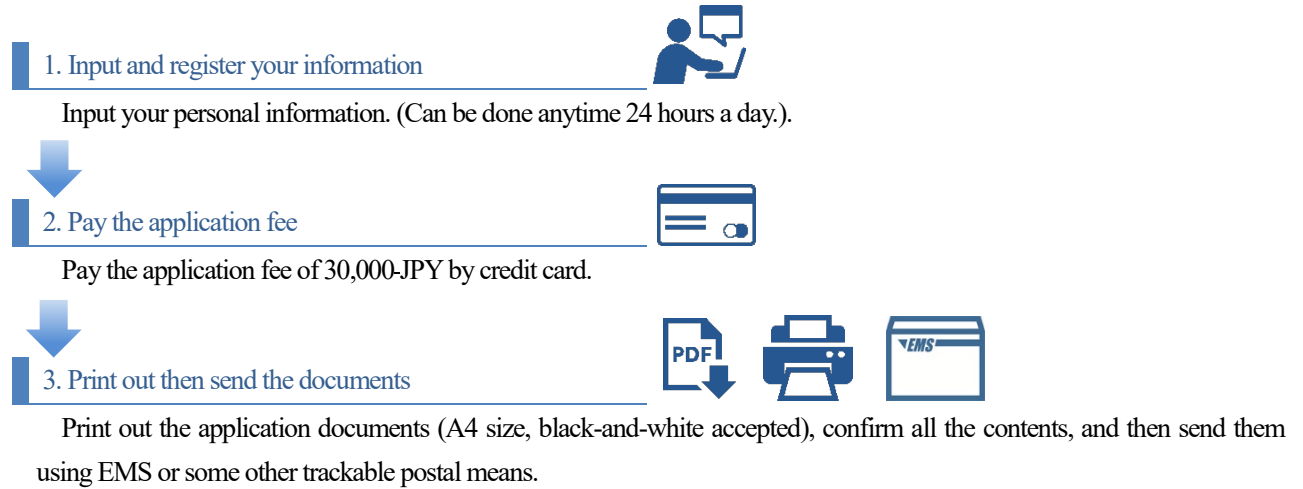 1. Input and register your information
Input your personal information. (Can be done anytime 24 hours a day.).
2. Pay the application fee
Pay the application fee of 30,000-JPY by credit card.
PDF
EMS
3. Print out then send the documents
Print out the application documents (A4 size, black-and-white accepted), confirm all the contents, and then send them
using EMS or some other trackable postal means.